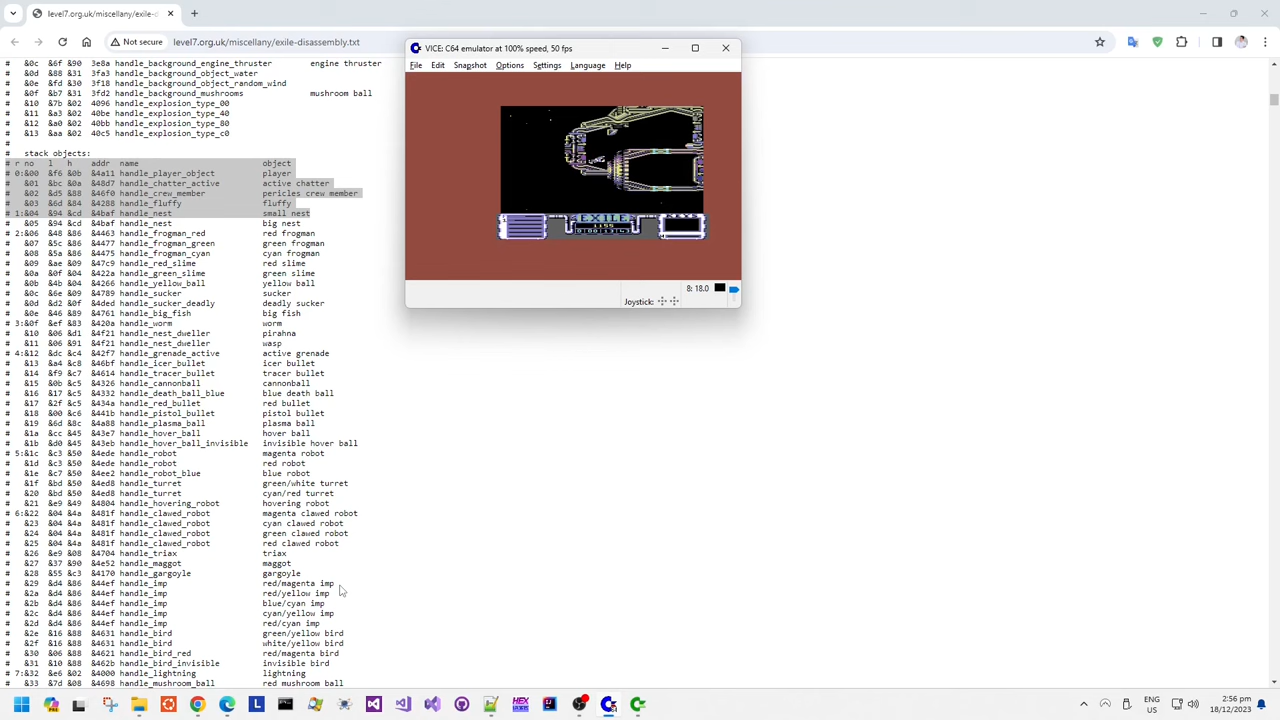 level7.org.uk/miscellany/exile-d
Not secure
level7.org.uk/miscellany/exile-disassembly.txt
# &0c &6f &90 3e8a handle_background_engine_thruster engine thruster
# &0d &88 &31 3fa3 handle_background_object_water
# &0e &fd &30 3f18 handle_background_object_random_wind
# &0f &b7 &31 3fd2 handle_background_mushrooms mushroom ball
# &10 &7b &02 4096 handle_explosion_type_00
# &11 &a3 &02 40be handle_explosion_type_40
# &12 &a0 &02 40bb handle_explosion_type_80
# &13 &aa &02 40c5 handle_explosion_type_c0
#
# stack objects:
# r no l h addr name object
# 0:&00 &f6 &0b &4a11 handle_player_object player
# &01 &bc &0a &48d7 handle_chatter_active active chatter
# &02 &d5 &88 &46f0 handle_crew_member pericles crew member
# &03 &6d &84 &4288 handle_fluffy fluffy
# 1:&04 &94 &cd &4baf handle_nest small nest
# &05 &94 &cd &4baf handle_nest big nest
# 2:&06 &48 &86 &4463 handle_frogman_red red frogman
# &07 &5c &86 &4477 handle_frogman_green green frogman
# &08 &5a &86 &4475 handle_frogman_cyan cyan frogman
# &09 &ae &09 &47c9 handle_red_slime red slime
# &0a &0f &04 &422a handle_green_slime green slime
# &0b &4b &04 &4266 handle_yellow_ball yellow ball
# &0c &6e &09 &4789 handle_sucker sucker
# &0d &d2 &0f &4ded handle_sucker_deadly deadly sucker
# &0e &46 &89 &4761 handle_big_fish big fish
# 3:&0f &ef &83 &420a handle_worm worm
# &10 &06 &d1 &4f21 handle_nest_dweller pirahna
# &11 &06 &91 &4f21 handle_nest_dweller wasp
# 4:&12 &dc &c4 &42f7 handle_grenade_active active grenade
# &13 &a4 &c8 &46bf handle_icer_bullet icer bullet
# &14 &f9 &c7 &4614 handle_tracer_bullet tracer bullet
# &15 &0b &c5 &4326 handle_cannonball cannonball
# &16 &17 &c5 &4332 handle_death_ball_blue blue death ball
# &17 &2f &c5 &434a handle_red_bullet red bullet
# &18 &00 &c6 &441b handle_pistol_bullet pistol bullet
# &19 &6d &8c &4a88 handle_plasma_ball plasma ball
# &1a &cc &45 &43e7 handle_hover_ball hover ball
# &1b &d0 &45 &43eb handle_hover_ball_invisible invisible hover ball
# 5:&1c &c3 &50 &4ede handle_robot magenta robot
# &1d &c3 &50 &4ede handle_robot red robot
# &1e &c7 &50 &4ee2 handle_robot_blue blue robot
# &1f &bd &50 &4ed8 handle_turret green/white turret
# &20 &bd &50 &4ed8 handle_turret cyan/red turret
# &21 &e9 &49 &4804 handle_hovering_robot hovering robot
# 6:&22 &04 &4a &481f handle_clawed_robot magenta clawed robot
# &23 &04 &4a &481f handle_clawed_robot cyan clawed robot
# &24 &04 &4a &481f handle_clawed_robot green clawed robot
# &25 &04 &4a &481f handle_clawed_robot red clawed robot
# &26 &e9 &08 &4704 handle_triax triax
# &27 &37 &90 &4e52 handle_maggot maggot
# &28 &55 &c3 &4170 handle_gargoyle gargoyle
# &29 &d4 &86 &44ef handle_imp red/magenta imp
# &2a &d4 &86 &44ef handle_imp red/yellow imp
# &2b &d4 &86 &44ef handle_imp blue/cyan imp
# &2c &d4 &86 &44ef handle_imp cyan/yellow imp
# &2d &d4 &86 &44ef handle_imp red/cyan imp
# &2e &16 &88 &4631 handle_bird green/yellow bird
# &2f &16 &88 &4631 handle_bird white/yellow bird
# &30 &06 &88 &4621 handle_bird_red red/magenta bird
# &31 &10 &88 &462b handle_bird_invisible invisible bird
# 7:&32 &e6 &02 &4000 handle_lightning lightning
# &33 &7d &08 &4698 handle_mushroom_ball red mushroom ball
VICE: C64 emulator at 100% speed, 50 fps
File Edit Snapshot Options Settings Language Help
EXILE
KEYS
1155
0:00:13:43
8: 18.0
Joystick:
ENG
US
2:56 pm
18/12/2023